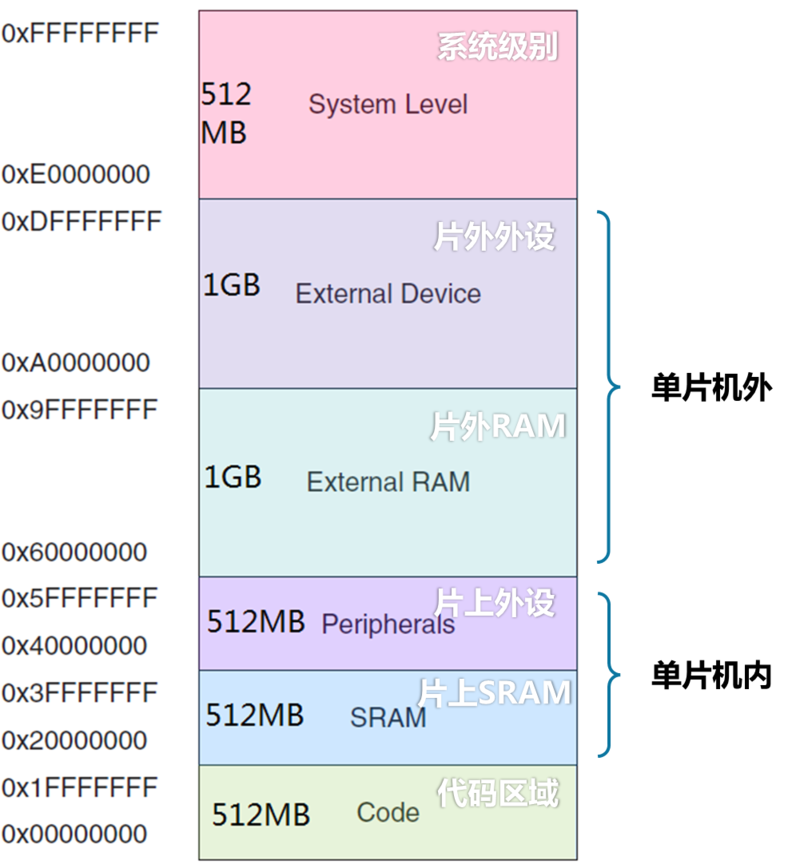 0xFFFFFFFF
系统级别
512
MB
System Level
0xE0000000
0xDFFFFFFF
片外外设
1GB
External Device
0xA0000000
0x9FFFFFFF
片外RAM
1GB
External RAM
0x60000000
单片机外
0x5FFFFFFF
片上外设
512MB
Peripherals
0x40000000
0x3FFFFFFF
片上SRAM
512MB
SRAM
0x20000000
单片机内
0x1FFFFFFF
代码区域
512MB
Code
0x00000000